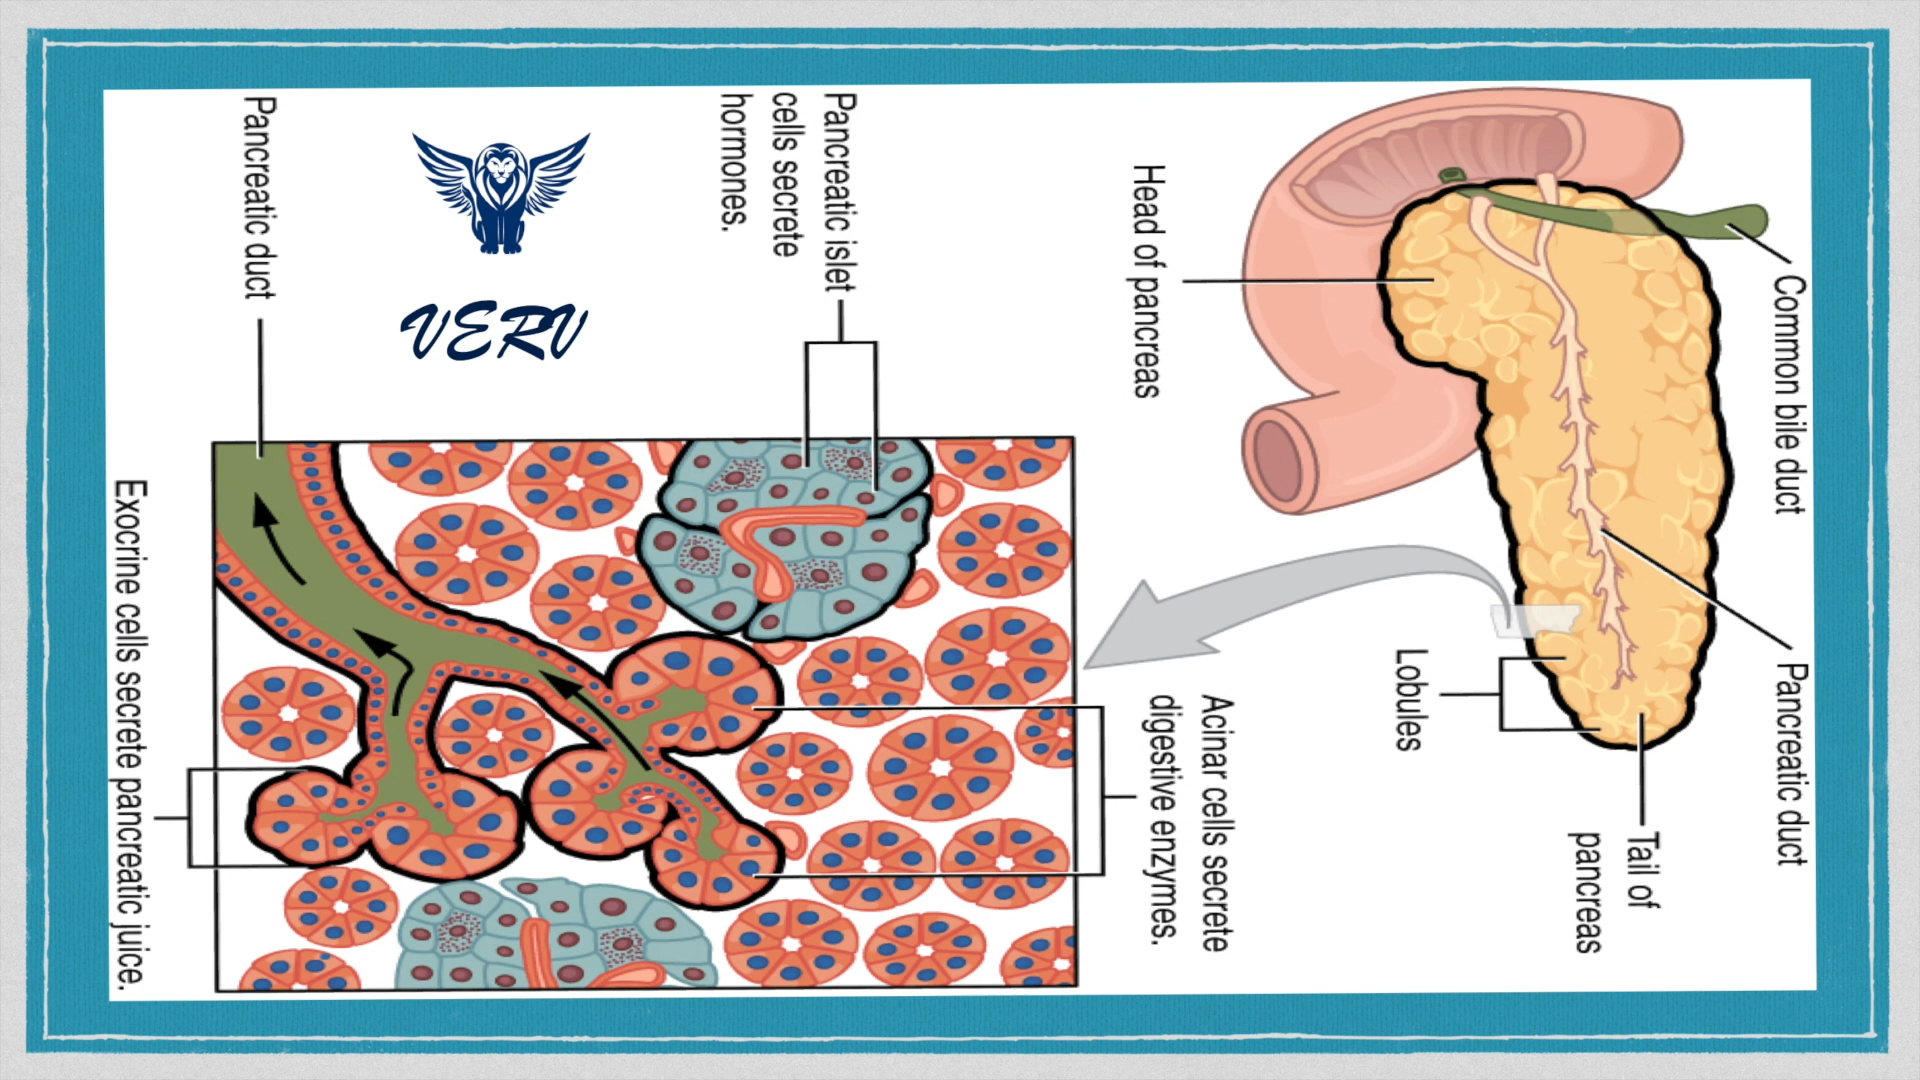 Common bile duct
Pancreatic duct
Tail of
pancreas
Lobules
Head of pancreas
Acinar cells secrete
digestive enzymes.
Pancreatic islet
cells secrete
hormones.
Pancreatic duct
Exocrine cells secrete pancreatic juice.
VERV